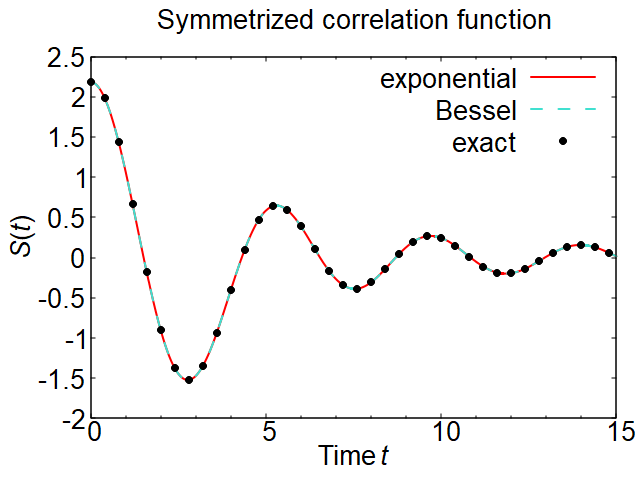 Symmetrized correlation function
2.5
2
1.5
1
0.5
0
-0.5
-1
-1.5
-2
S(t)
exponential
Bessel
exact
0 5 10 15
Time t